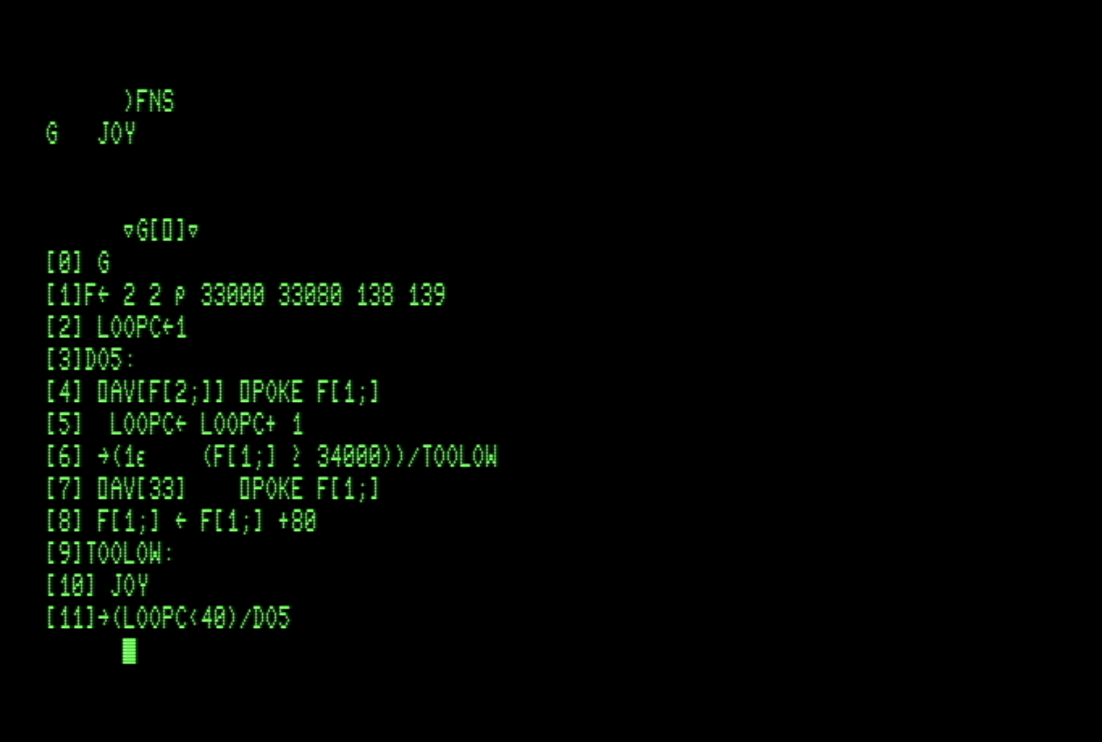 )FNS
G   JOY
∇G[⎕]∇
[0] G
[1]F← 2 2 ⍴ 33000 33080 138 139
[2] LOOPC←1
[3]DO5:
[4] ⎕AV[F[2;]] ⎕POKE F[1;]
[5]  LOOPC← LOOPC+ 1
[6] →(1∊    (F[1;] ≥ 34000))/TOOLOW
[7] ⎕AV[33]    ⎕POKE F[1;]
[8] F[1;] ← F[1;] +80
[9]TOOLOW:
[10] JOY
[11]→(LOOPC<40)/DO5